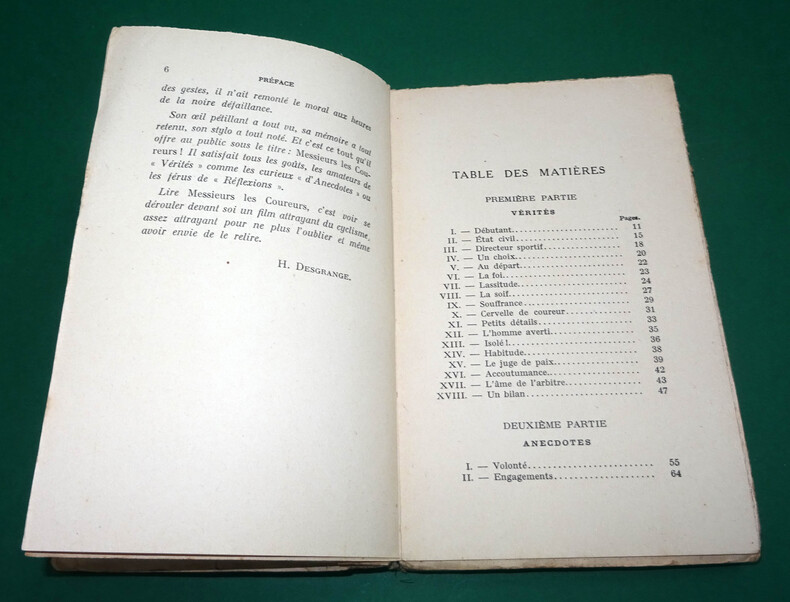 6
PRÉFACE
des gestes, il n'ait remonté le moral aux heures
de la noire défaillance.
Son œil pétillant a tout vu, sa mémoire a tout
retenu, son stylo a tout noté. Et c'est ce tout qu'il
offre au public sous le titre : Messieurs les Cou-
reurs ! Il satisfait tous les goûts, les amateurs de
« Vérités » comme les curieux « d'Anecdotes » ou
les férus de « Réflexions ».
Lire Messieurs les Coureurs, c'est voir se
dérouler devant soi un film attrayant du cyclisme,
assez attrayant pour ne plus l'oublier et même
avoir envie de le relire.
H. DESGRANGE.
TABLE DES MATIÈRES
PREMIÈRE PARTIE
VÉRITÉS
Pages.
I. — Débutant. 11
II. — État civil 15
III. — Directeur sportif 18
IV. — Un choix. 20
V. — Au départ. 22
VI. — La foi. 23
VII. — Lassitude. 24
VIII. — La soif. 27
IX. — Souffrance 29
X. — Cervelle de coureur 31
XI. — Petits détails 33
XII. — L'homme averti 35
XIII. — Isolé ! 36
XIV. — Habitude. 38
XV. — Le juge de paix. 39
XVI. — Accoutumance. 42
XVII. — L'âme de l'arbitre. 43
XVIII. — Un bilan 47
DEUXIÈME PARTIE
ANECDOTES
I. — Volonté 55
II. — Engagements 64